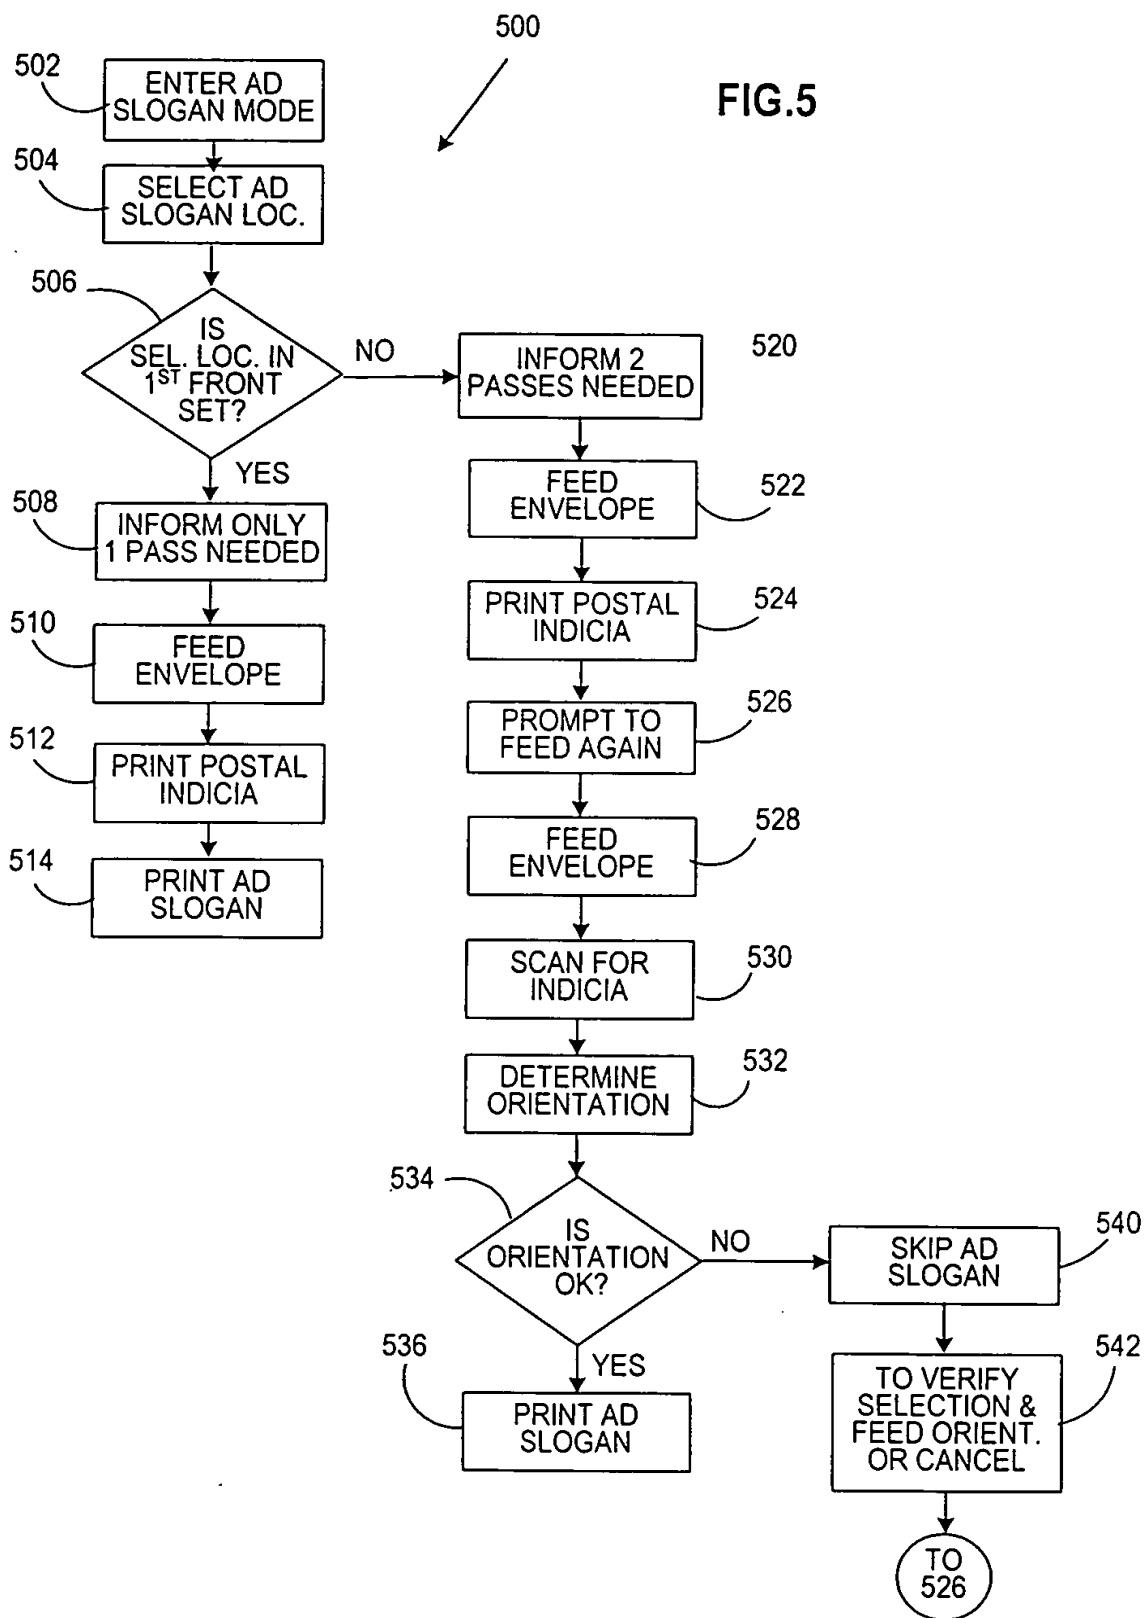 500
FIG.5
502
ENTER AD
SLOGAN MODE
504
SELECT AD
SLOGAN LOC.
506
IS
SEL. LOC. IN
1ST FRONT
SET?
NO
YES
508
INFORM ONLY
1 PASS NEEDED
510
FEED
ENVELOPE
512
PRINT POSTAL
INDICIA
514
PRINT AD
SLOGAN
520
INFORM 2
PASSES NEEDED
522
FEED
ENVELOPE
524
PRINT POSTAL
INDICIA
526
PROMPT TO
FEED AGAIN
528
FEED
ENVELOPE
530
SCAN FOR
INDICIA
532
DETERMINE
ORIENTATION
534
IS
ORIENTATION
OK?
NO
YES
536
PRINT AD
SLOGAN
540
SKIP AD
SLOGAN
542
TO VERIFY
SELECTION &
FEED ORIENT.
OR CANCEL
TO
526